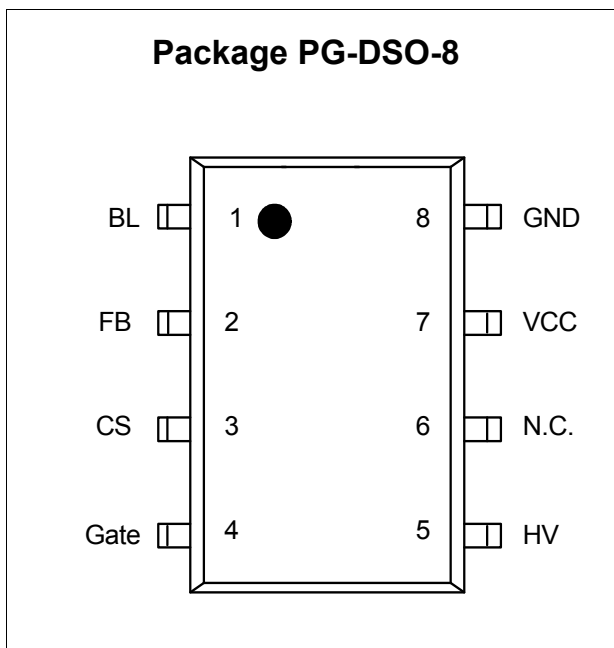 Package PG-DSO-8
BL 1 8 GND
FB 2 7 VCC
CS 3 6 N.C.
Gate 4 5 HV